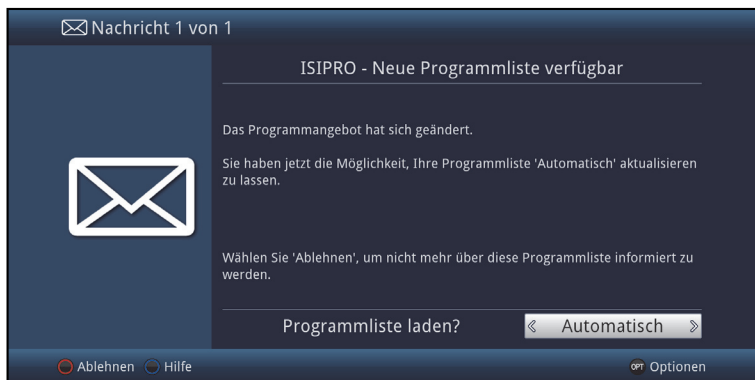 Nachricht 1 von 1
ISIPRO - Neue Programmliste verfügbar
Das Programmangebot hat sich geändert.
Sie haben jetzt die Möglichkeit, Ihre Programmliste 'Automatisch' aktualisieren
zu lassen.
Wählen Sie 'Ablehnen', um nicht mehr über diese Programmliste informiert zu
werden.
Programmliste laden? « Automatisch »
Ablehnen Hilfe OPT Optionen